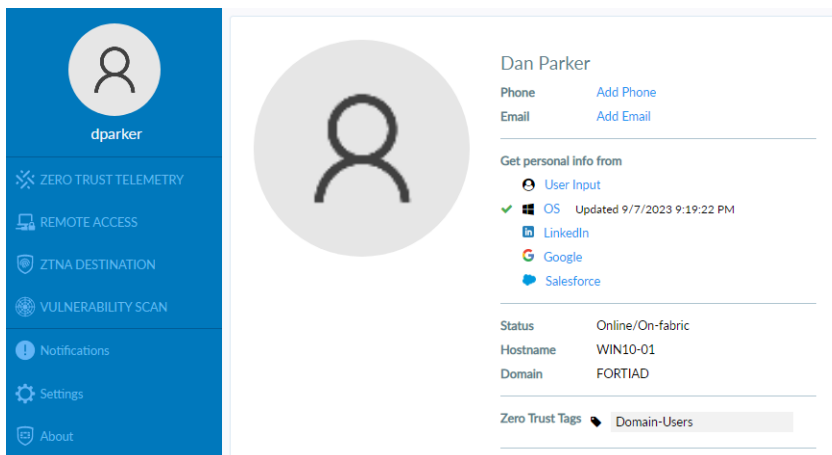 dparker
ZERO TRUST TELEMETRY
REMOTE ACCESS
ZTNA DESTINATION
VULNERABILITY SCAN
Notifications
Settings
About
Dan Parker
Phone Add Phone
Email Add Email
Get personal info from
User Input
OS Updated 9/7/2023 9:19:22 PM
LinkedIn
Google
Salesforce
Status Online/On-fabric
Hostname WIN10-01
Domain FORTIAD
Zero Trust Tags Domain-Users